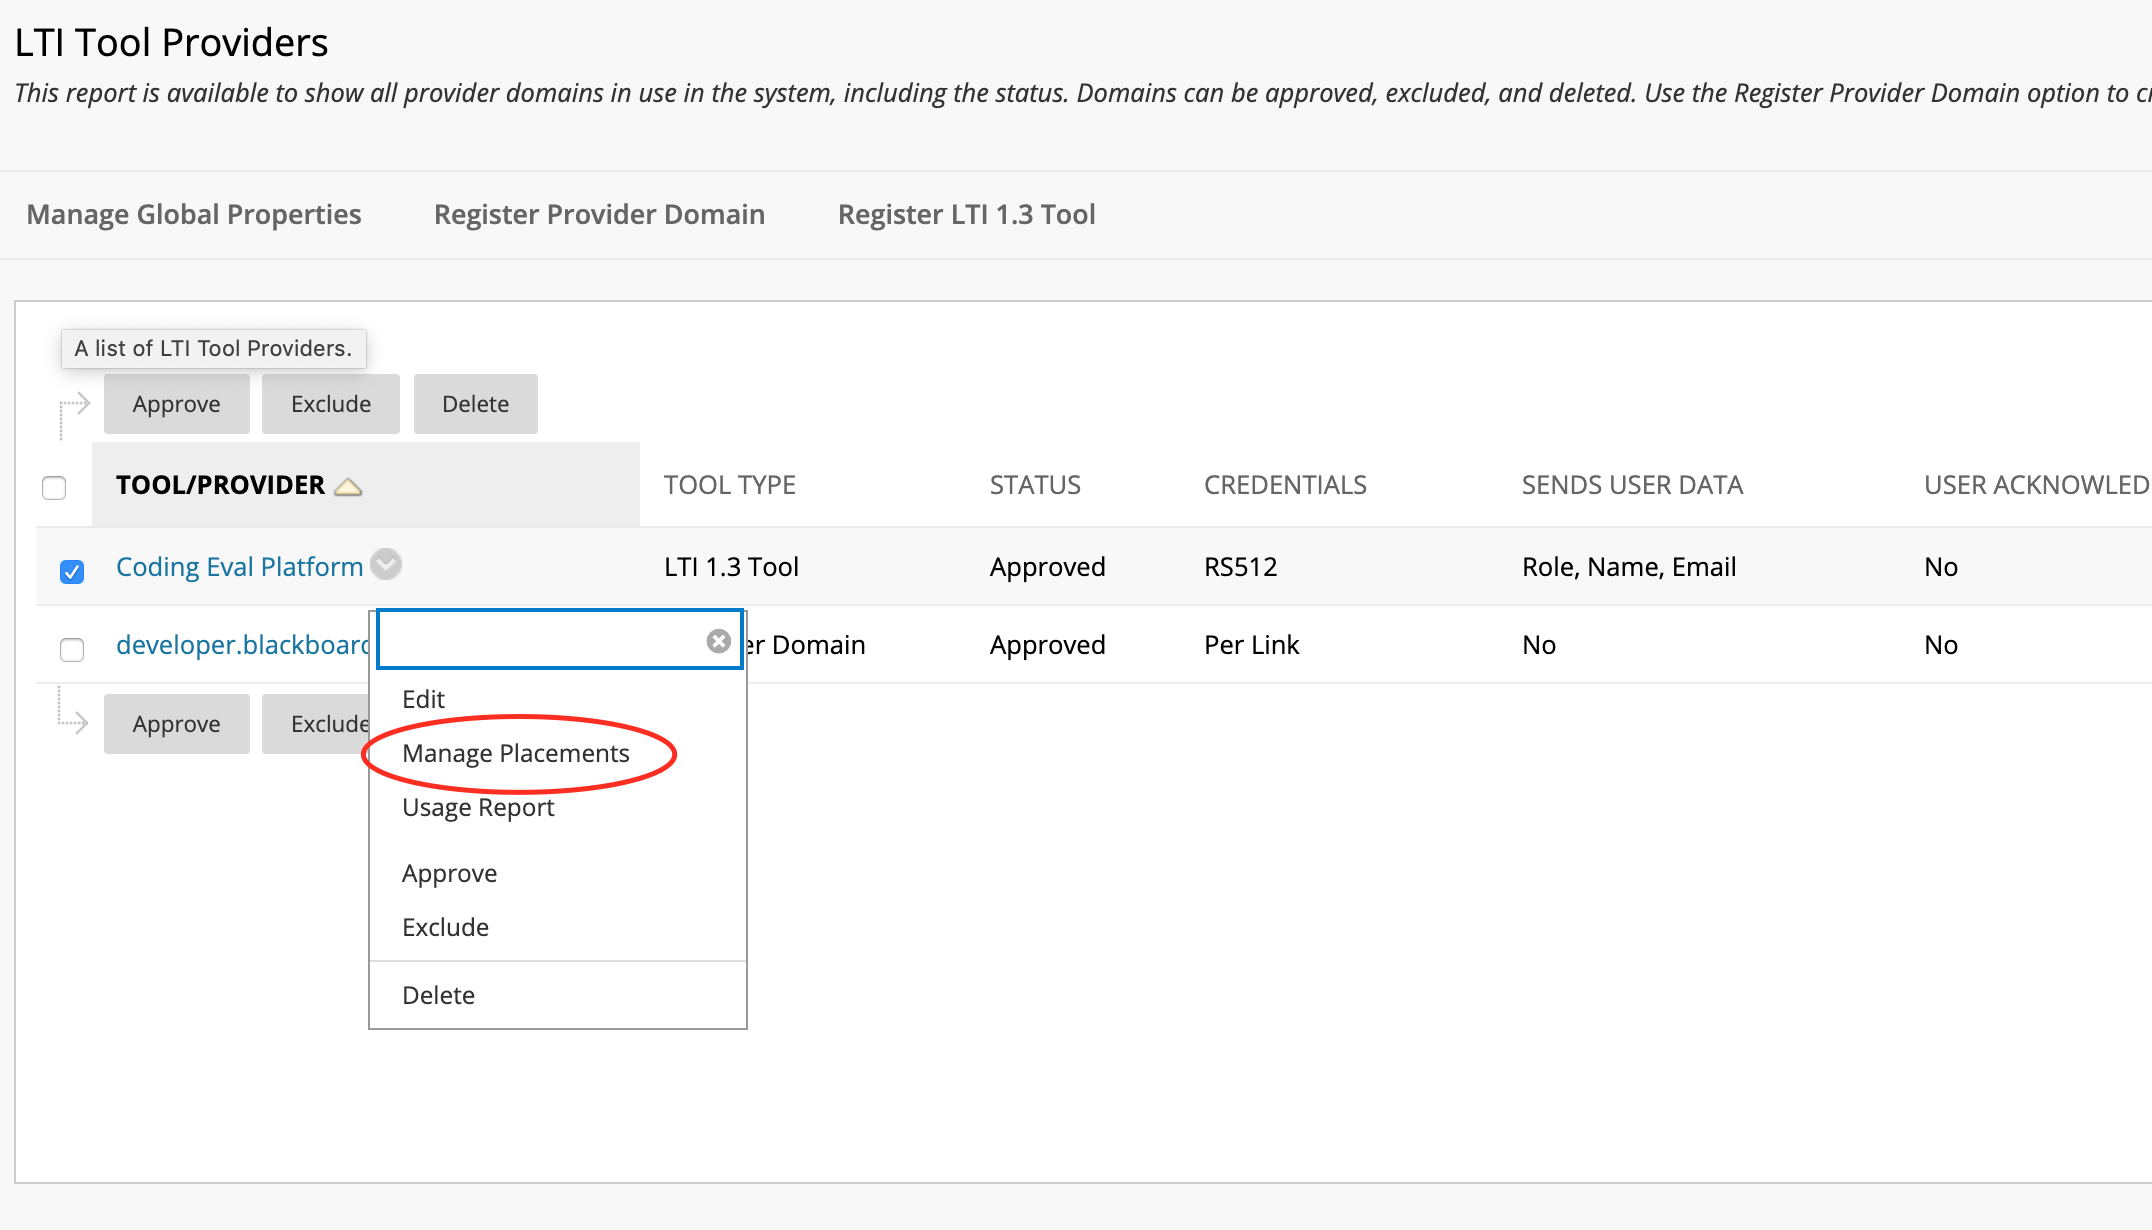 LTI Tool Providers
This report is available to show all provider domains in use in the system, including the status. Domains can be approved, excluded, and deleted. Use the Register Provider Domain option to
Manage Global Properties Register Provider Domain Register LTI 1.3 Tool
A list of LTI Tool Providers.
Approve Exclude Delete
TOOL/PROVIDER TOOL TYPE STATUS CREDENTIALS SENDS USER DATA USER ACKNOWLED
Coding Eval Platform LTI 1.3 Tool Approved RS512 Role, Name, Email No
developer.blackboard er Domain Approved Per Link No No
Edit
Approve Exclude
Manage Placements
Usage Report
Approve
Exclude
Delete